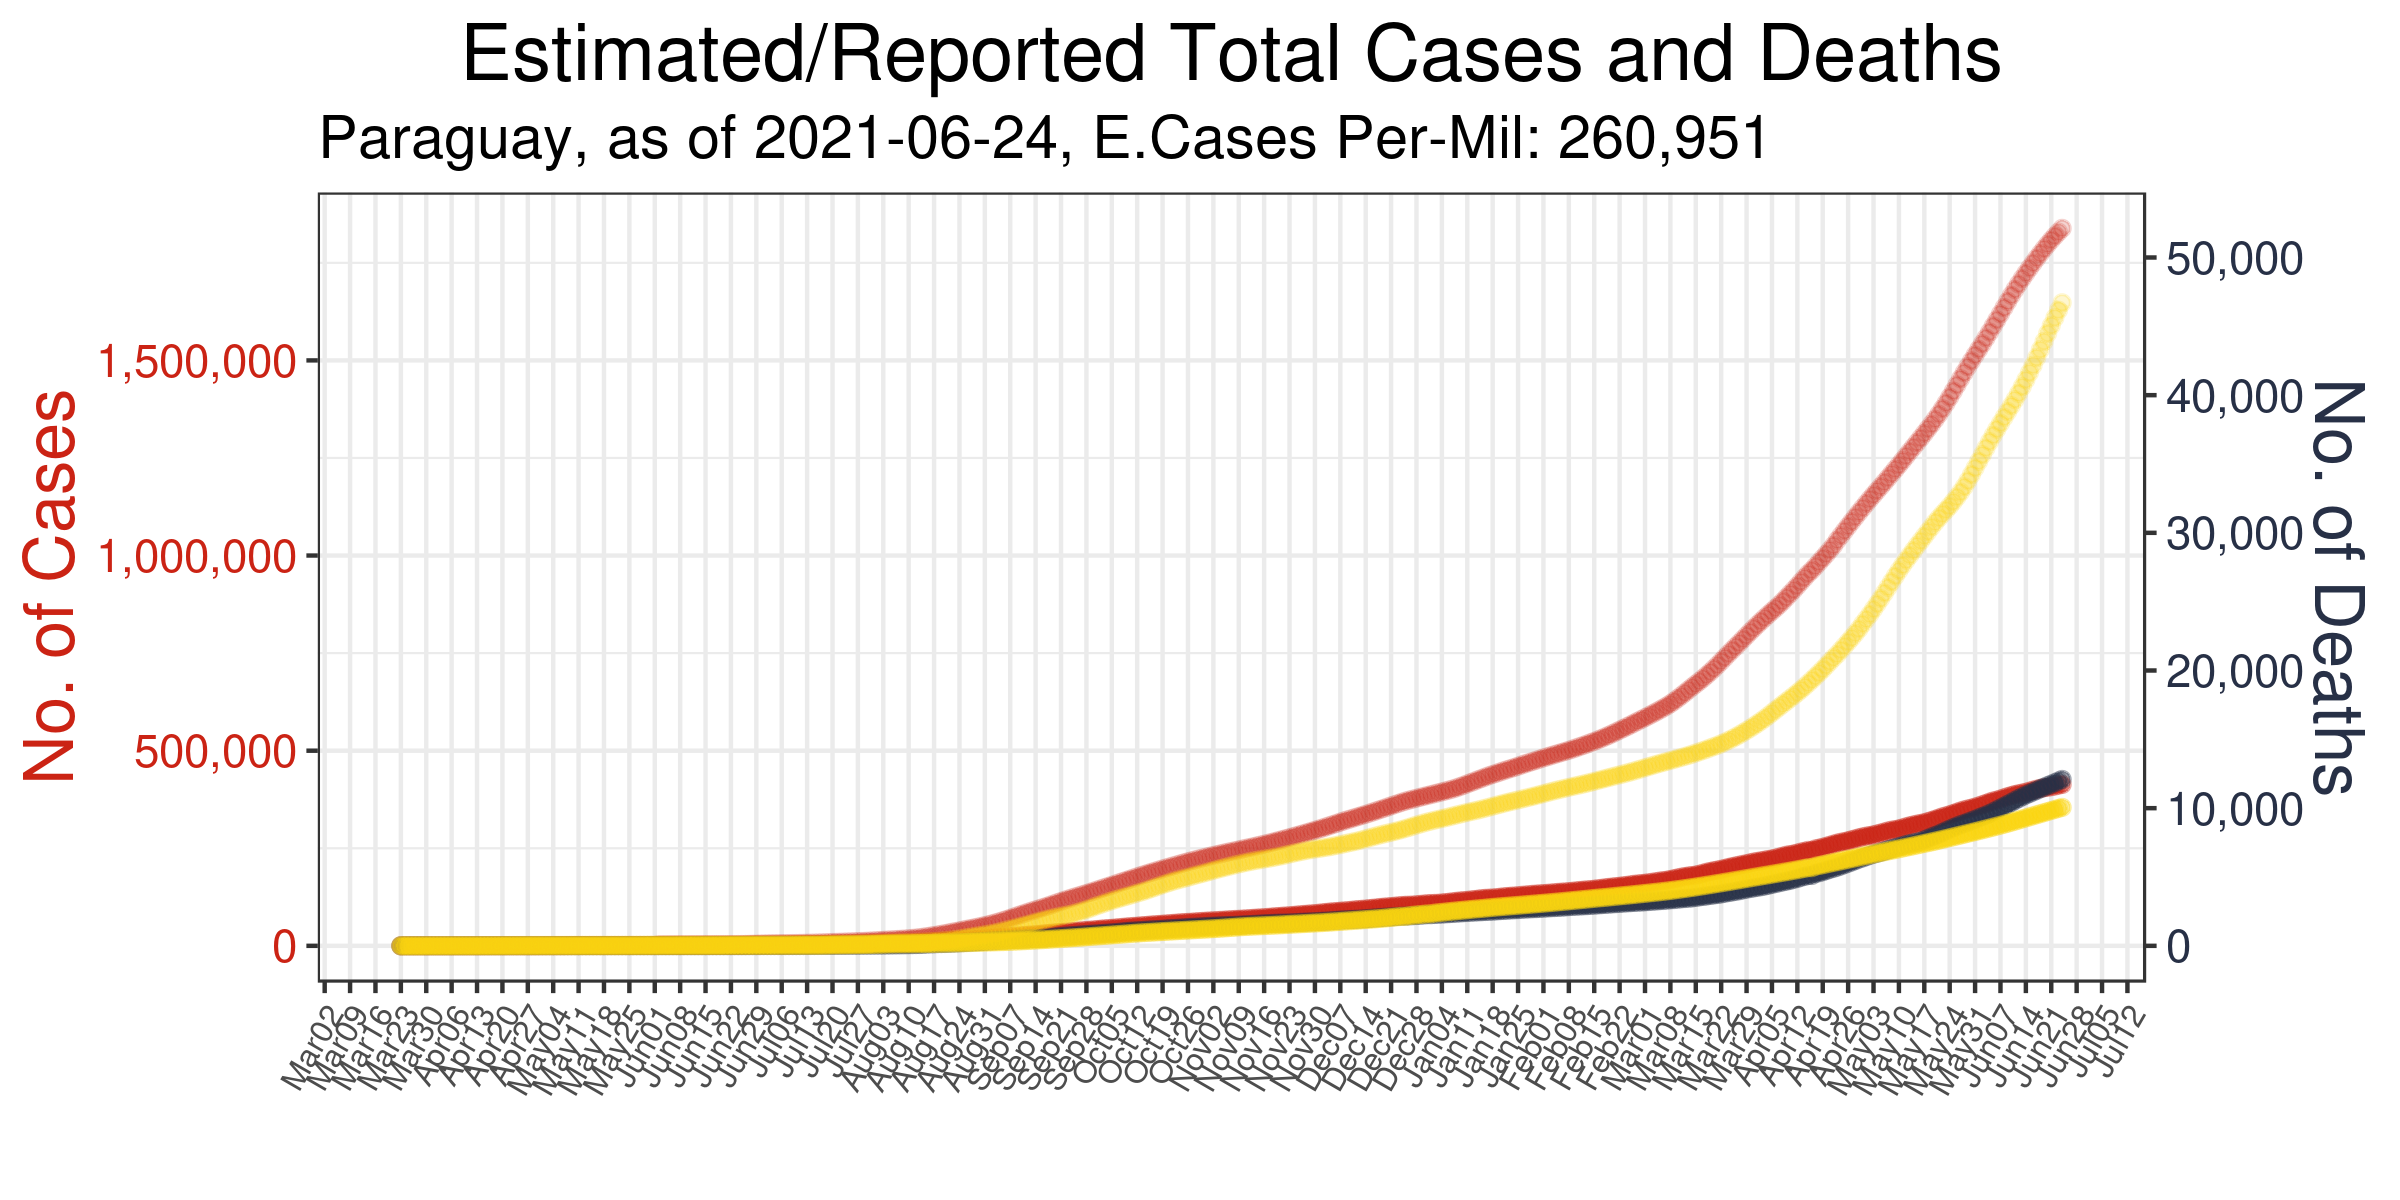 Estimated/Reported Total Cases and Deaths
Paraguay, as of 2021-06-24, E.Cases Per-Mil: 260,951
No. of Cases
1,500,000
1,000,000
500,000
0
50,000
40,000
30,000
20,000
10,000
0
No. of Deaths
Mar02
Mar09
Mar16
Mar23
Mar30
Apr06
Apr13
Apr20
Apr27
May04
May11
May18
May25
Jun01
Jun08
Jun15
Jun22
Jun29
Jul06
Jul13
Jul20
Jul27
Aug03
Aug10
Aug17
Aug24
Aug31
Sep07
Sep14
Sep21
Sep28
Oct05
Oct12
Oct19
Oct26
Nov02
Nov09
Nov16
Nov23
Nov30
Dec07
Dec14
Dec21
Dec28
Jan04
Jan11
Jan18
Jan25
Feb01
Feb08
Feb15
Feb22
Mar01
Mar08
Mar15
Mar22
Mar29
Apr05
Apr12
Apr19
Apr26
May03
May10
May17
May24
May31
Jun07
Jun14
Jun21
Jun28
Jul05
Jul12